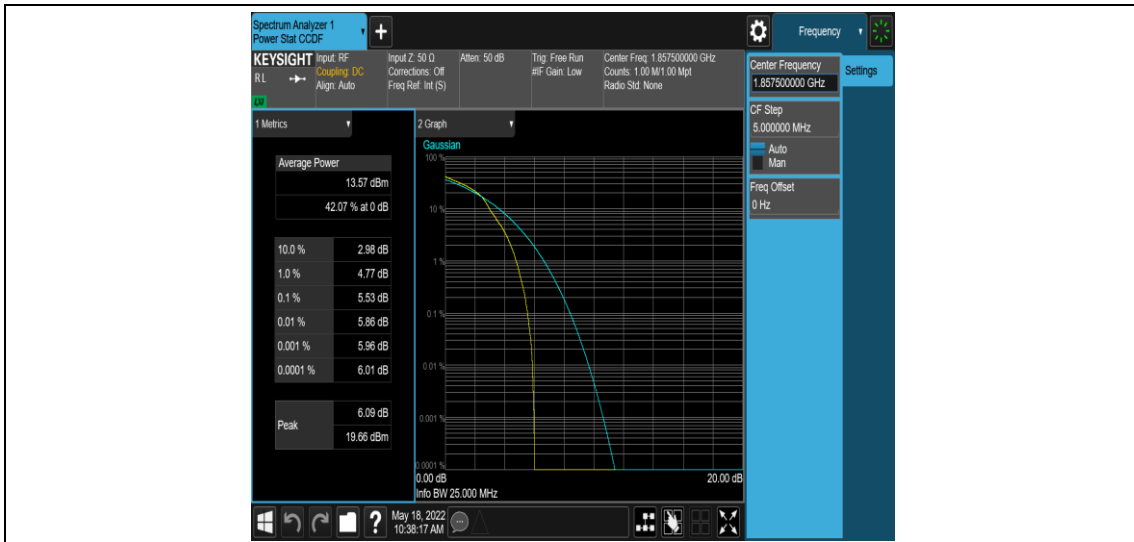 Spectrum Analyzer 1
Power Stat CCDF
+
Frequency
KEYSIGHT
RL
LXI
Input: RF
Coupling: DC
Align: Auto
Input Z: 50 Ω
Corrections: Off
Freq Ref: Int (S)
Atten: 50 dB
Trig: Free Run
#IF Gain: Low
Center Freq: 1.857500000 GHz
Counts: 1.00 M/1.00 Mpt
Radio Std: None
Center Frequency
1.857500000 GHz
Settings
CF Step
5.000000 MHz
Auto
Man
Freq Offset
0 Hz
1 Metrics
Average Power
13.57 dBm
42.07 % at 0 dB
10.0 % 2.98 dB
1.0 % 4.77 dB
0.1 % 5.53 dB
0.01 % 5.86 dB
0.001 % 5.96 dB
0.0001 % 6.01 dB
Peak
6.09 dB
19.66 dBm
2 Graph
Gaussian
100 %
10 %
1 %
0.1 %
0.01 %
0.001 %
0.0001 %
0.00 dB 20.00 dB
Info BW 25.000 MHz
?
May 18, 2022
10:38:17 AM